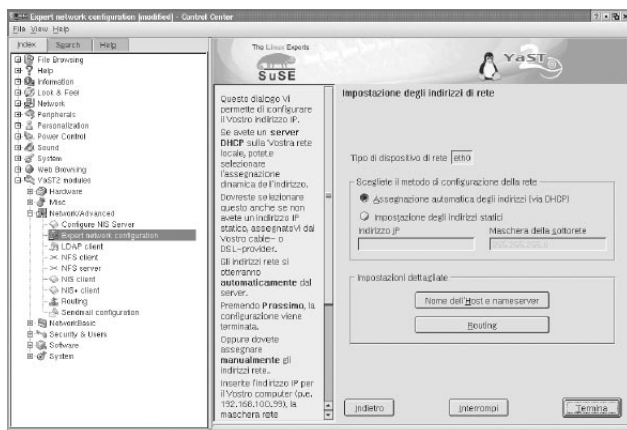 Expert network configuration [modified] - Control Center
File View Help
Index Search Help
File Browsing
Help
Information
Look & Feel
Network
Peripherals
Personalization
Power Control
Sound
System
Web Browsing
YaST2 modules
Hardware
Misc
Network/Advanced
Configure NIS Server
Expert network configuration
LDAP client
NFS client
NFS server
NIS client
NIS+ client
Routing
Sendmail configuration
Network/Basic
Security & Users
Software
System
The Linux Experts
SuSE
YaST
2
Questo dialogo Vi
permette di configurare
il Vostro indirizzo IP.
Se avete un server
DHCP sulla Vostra rete
locale, potete
selezionare
l'assegnazione
dinamica dell'indirizzo.
Dovreste selezionare
questo anche se non
avete un indirizzo IP
statico, assegnatovi dal
Vostro cable- o
DSL-provider.
Gli indirizzi rete si
otterranno
automaticamente dal
server.
Premendo Prossimo, la
configurazione viene
terminata.
Oppure dovete
assegnare
manualmente gli
indirizzi rete.
Inserite l'indirizzo IP per
il Vostro computer (p.e.
192.168.100.99), la
maschera rete
Impostazione degli indirizzi di rete
Tipo di dispositivo di rete eth0
Scegliete il metodo di configurazione della rete
Assegnazione automatica degli indirizzi (via DHCP)
Impostazione degli indirizzi statici
Indirizzo IP Maschera della sottorete
Impostazioni dettagliate
Nome dell'Host e nameserver
Routing
Indietro Interrompi Termina